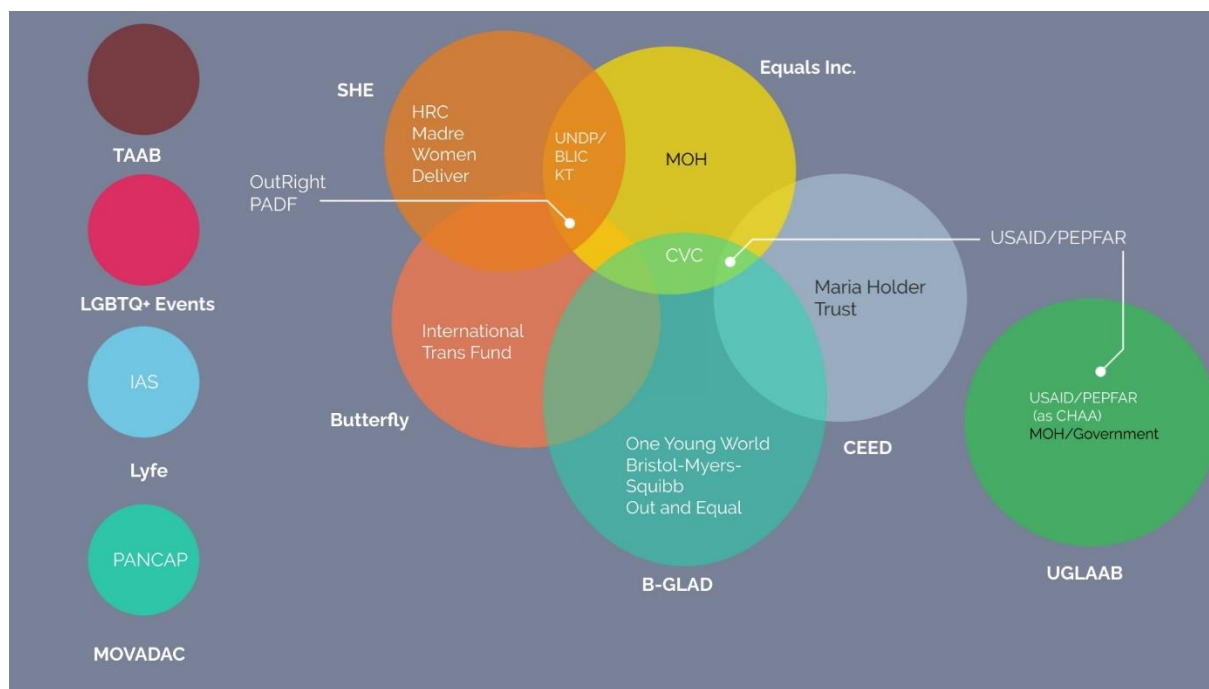 TAAB
LGBTQ+ Events
IAS
Lyfe
PANCAP
MOVADAC
SHE
HRC
Madre
Women
Deliver
OutRight
PADF
UNDP/
BLIC
KT
Equals Inc.
MOH
CVC
USAID/PEPFAR
Maria Holder
Trust
International
Trans Fund
Butterfly
One Young World
Bristol-Myers-
Squibb
Out and Equal
B-GLAD
CEED
USAID/PEPFAR
(as CHAA)
MOH/Government
UGLAAB